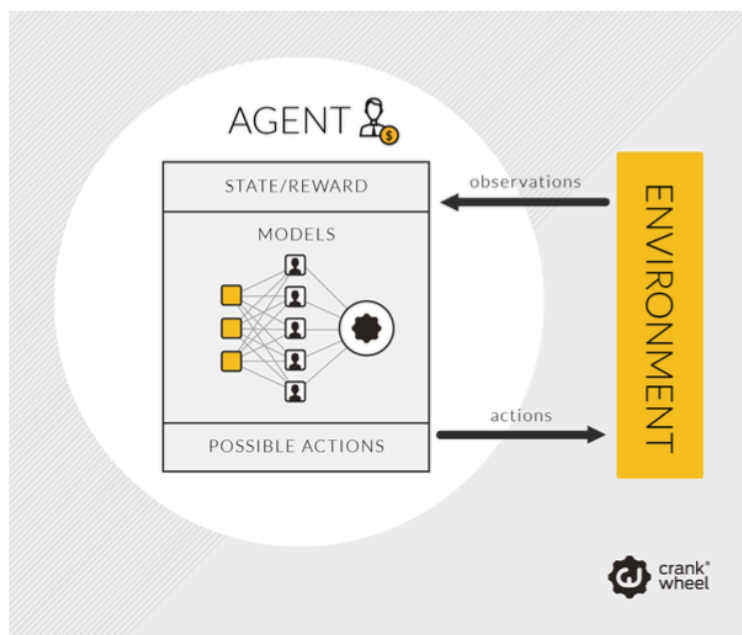 AGENT
$
STATE/REWARD
observations
MODELS
ENVIRONMENT
actions
POSSIBLE ACTIONS
crank®
wheel